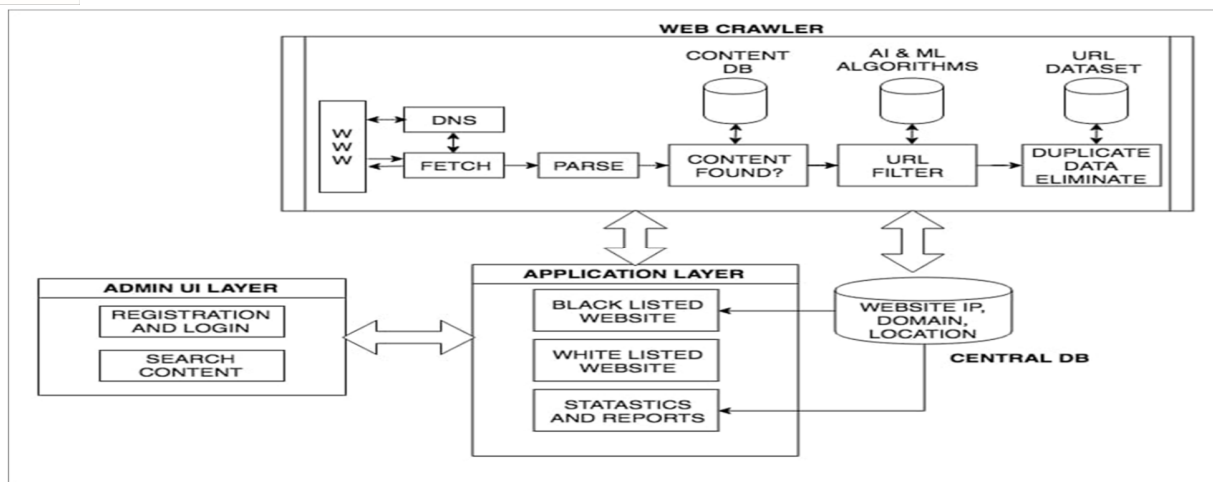 WEB CRAWLER
CONTENT
DB
AI & ML
ALGORITHMS
URL
DATASET
W
W
W
DNS
FETCH
PARSE
CONTENT
FOUND?
URL
FILTER
DUPLICATE
DATA
ELIMINATE
ADMIN UI LAYER
REGISTRATION
AND LOGIN
SEARCH
CONTENT
APPLICATION LAYER
BLACK LISTED
WEBSITE
WHITE LISTED
WEBSITE
STATASTICS
AND REPORTS
WEBSITE IP,
DOMAIN,
LOCATION
CENTRAL DB